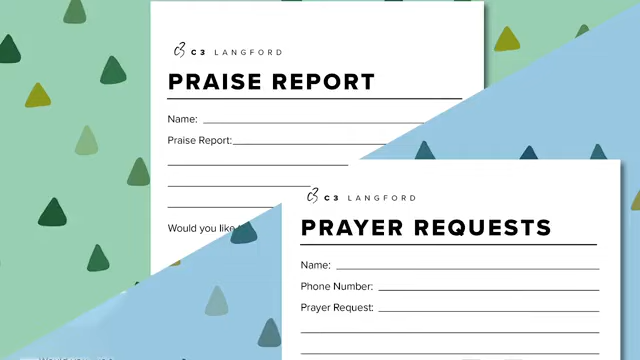 C3 LANGFORD
PRAISE REPORT
Name:
Praise Report:
Would you like
C3 LANGFORD
PRAYER REQUESTS
Name:
Phone Number:
Prayer Request: